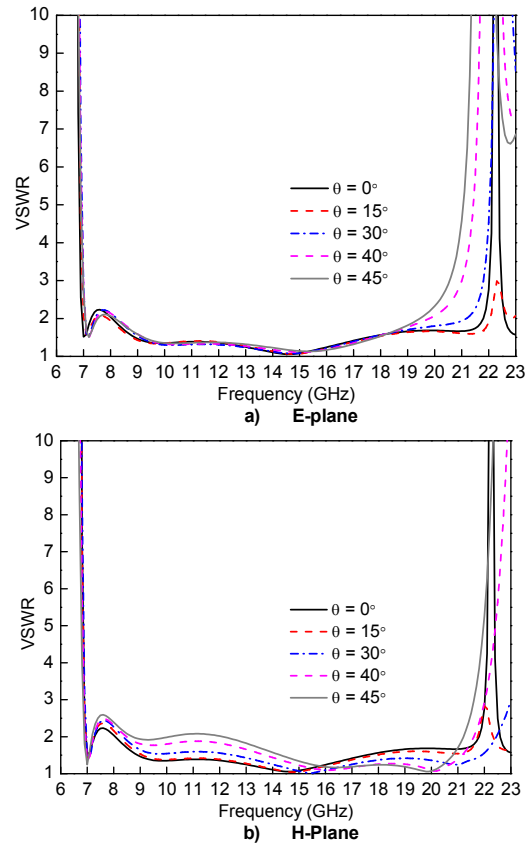 10
9
8
7
6
5
4
3
2
1
VSWR
θ = 0°
θ = 15°
θ = 30°
θ = 40°
θ = 45°
6 7 8 9 10 11 12 13 14 15 16 17 18 19 20 21 22 23
Frequency (GHz)
a) E-plane
10
9
8
7
6
5
4
3
2
1
VSWR
θ = 0°
θ = 15°
θ = 30°
θ = 40°
θ = 45°
6 7 8 9 10 11 12 13 14 15 16 17 18 19 20 21 22 23
Frequency (GHz)
b) H-Plane